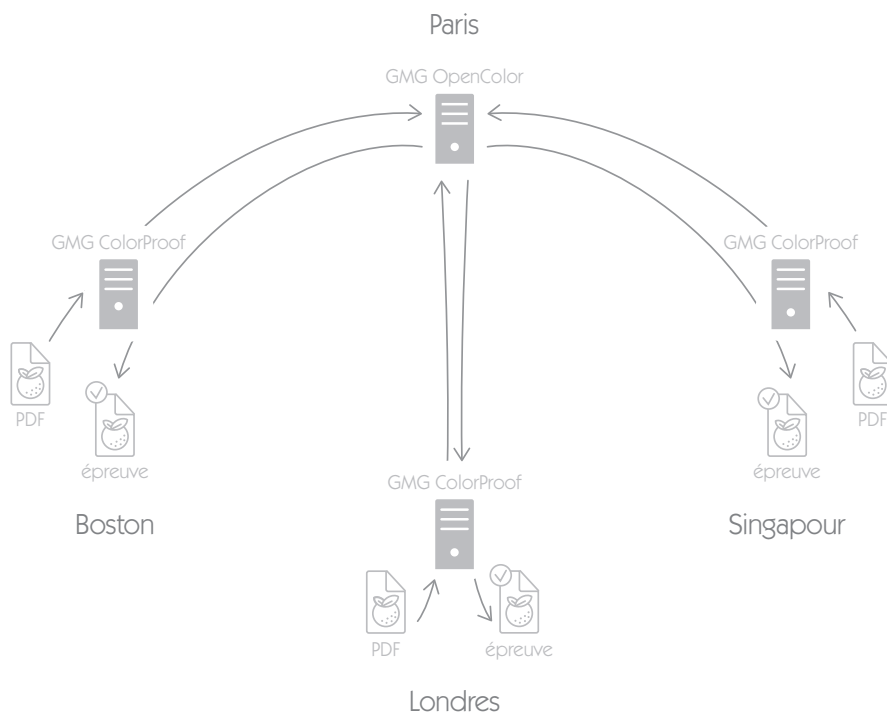 Paris
GMG OpenColor
GMG ColorProof
GMG ColorProof
PDF
PDF
épreuve
épreuve
GMG ColorProof
Boston
Singapour
PDF
épreuve
Londres